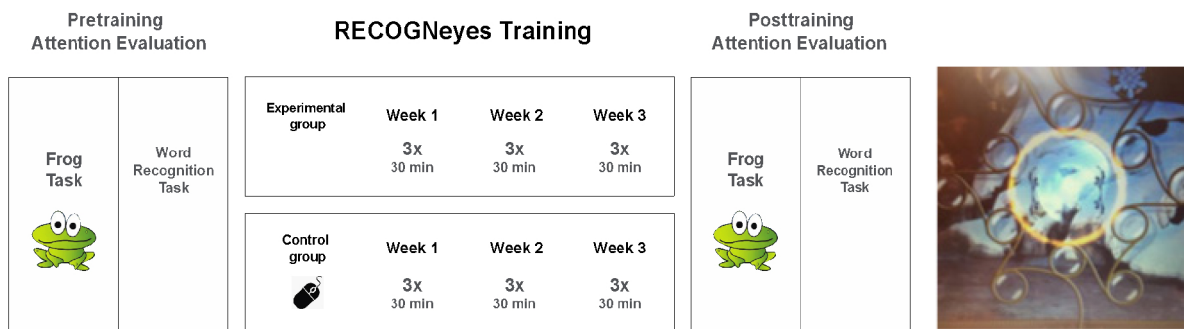 Pretraining
Attention Evaluation
Frog
Task
Word
Recognition
Task
RECOGNeyes Training
Experimental
group
Week 1
Week 2
Week 3
3x
3x
3x
30 min
30 min
30 min
Control
group
Week 1
Week 2
Week 3
3x
3x
3x
30 min
30 min
30 min
Posttraining
Attention Evaluation
Frog
Task
Word
Recognition
Task